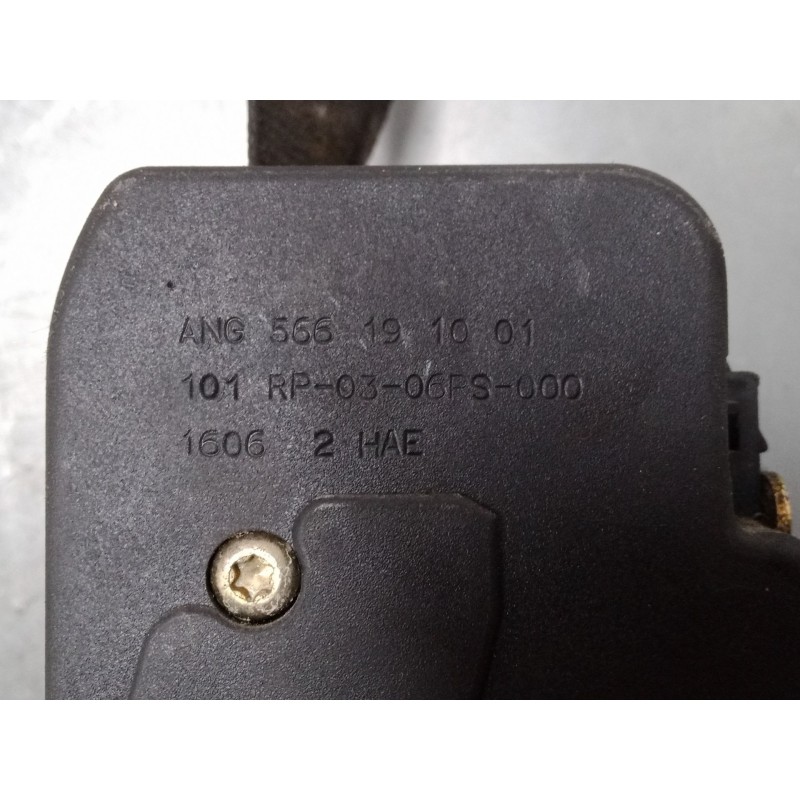 ANG 566 19 10 01
101 RP-03-06FS-000
1606 2 HAE